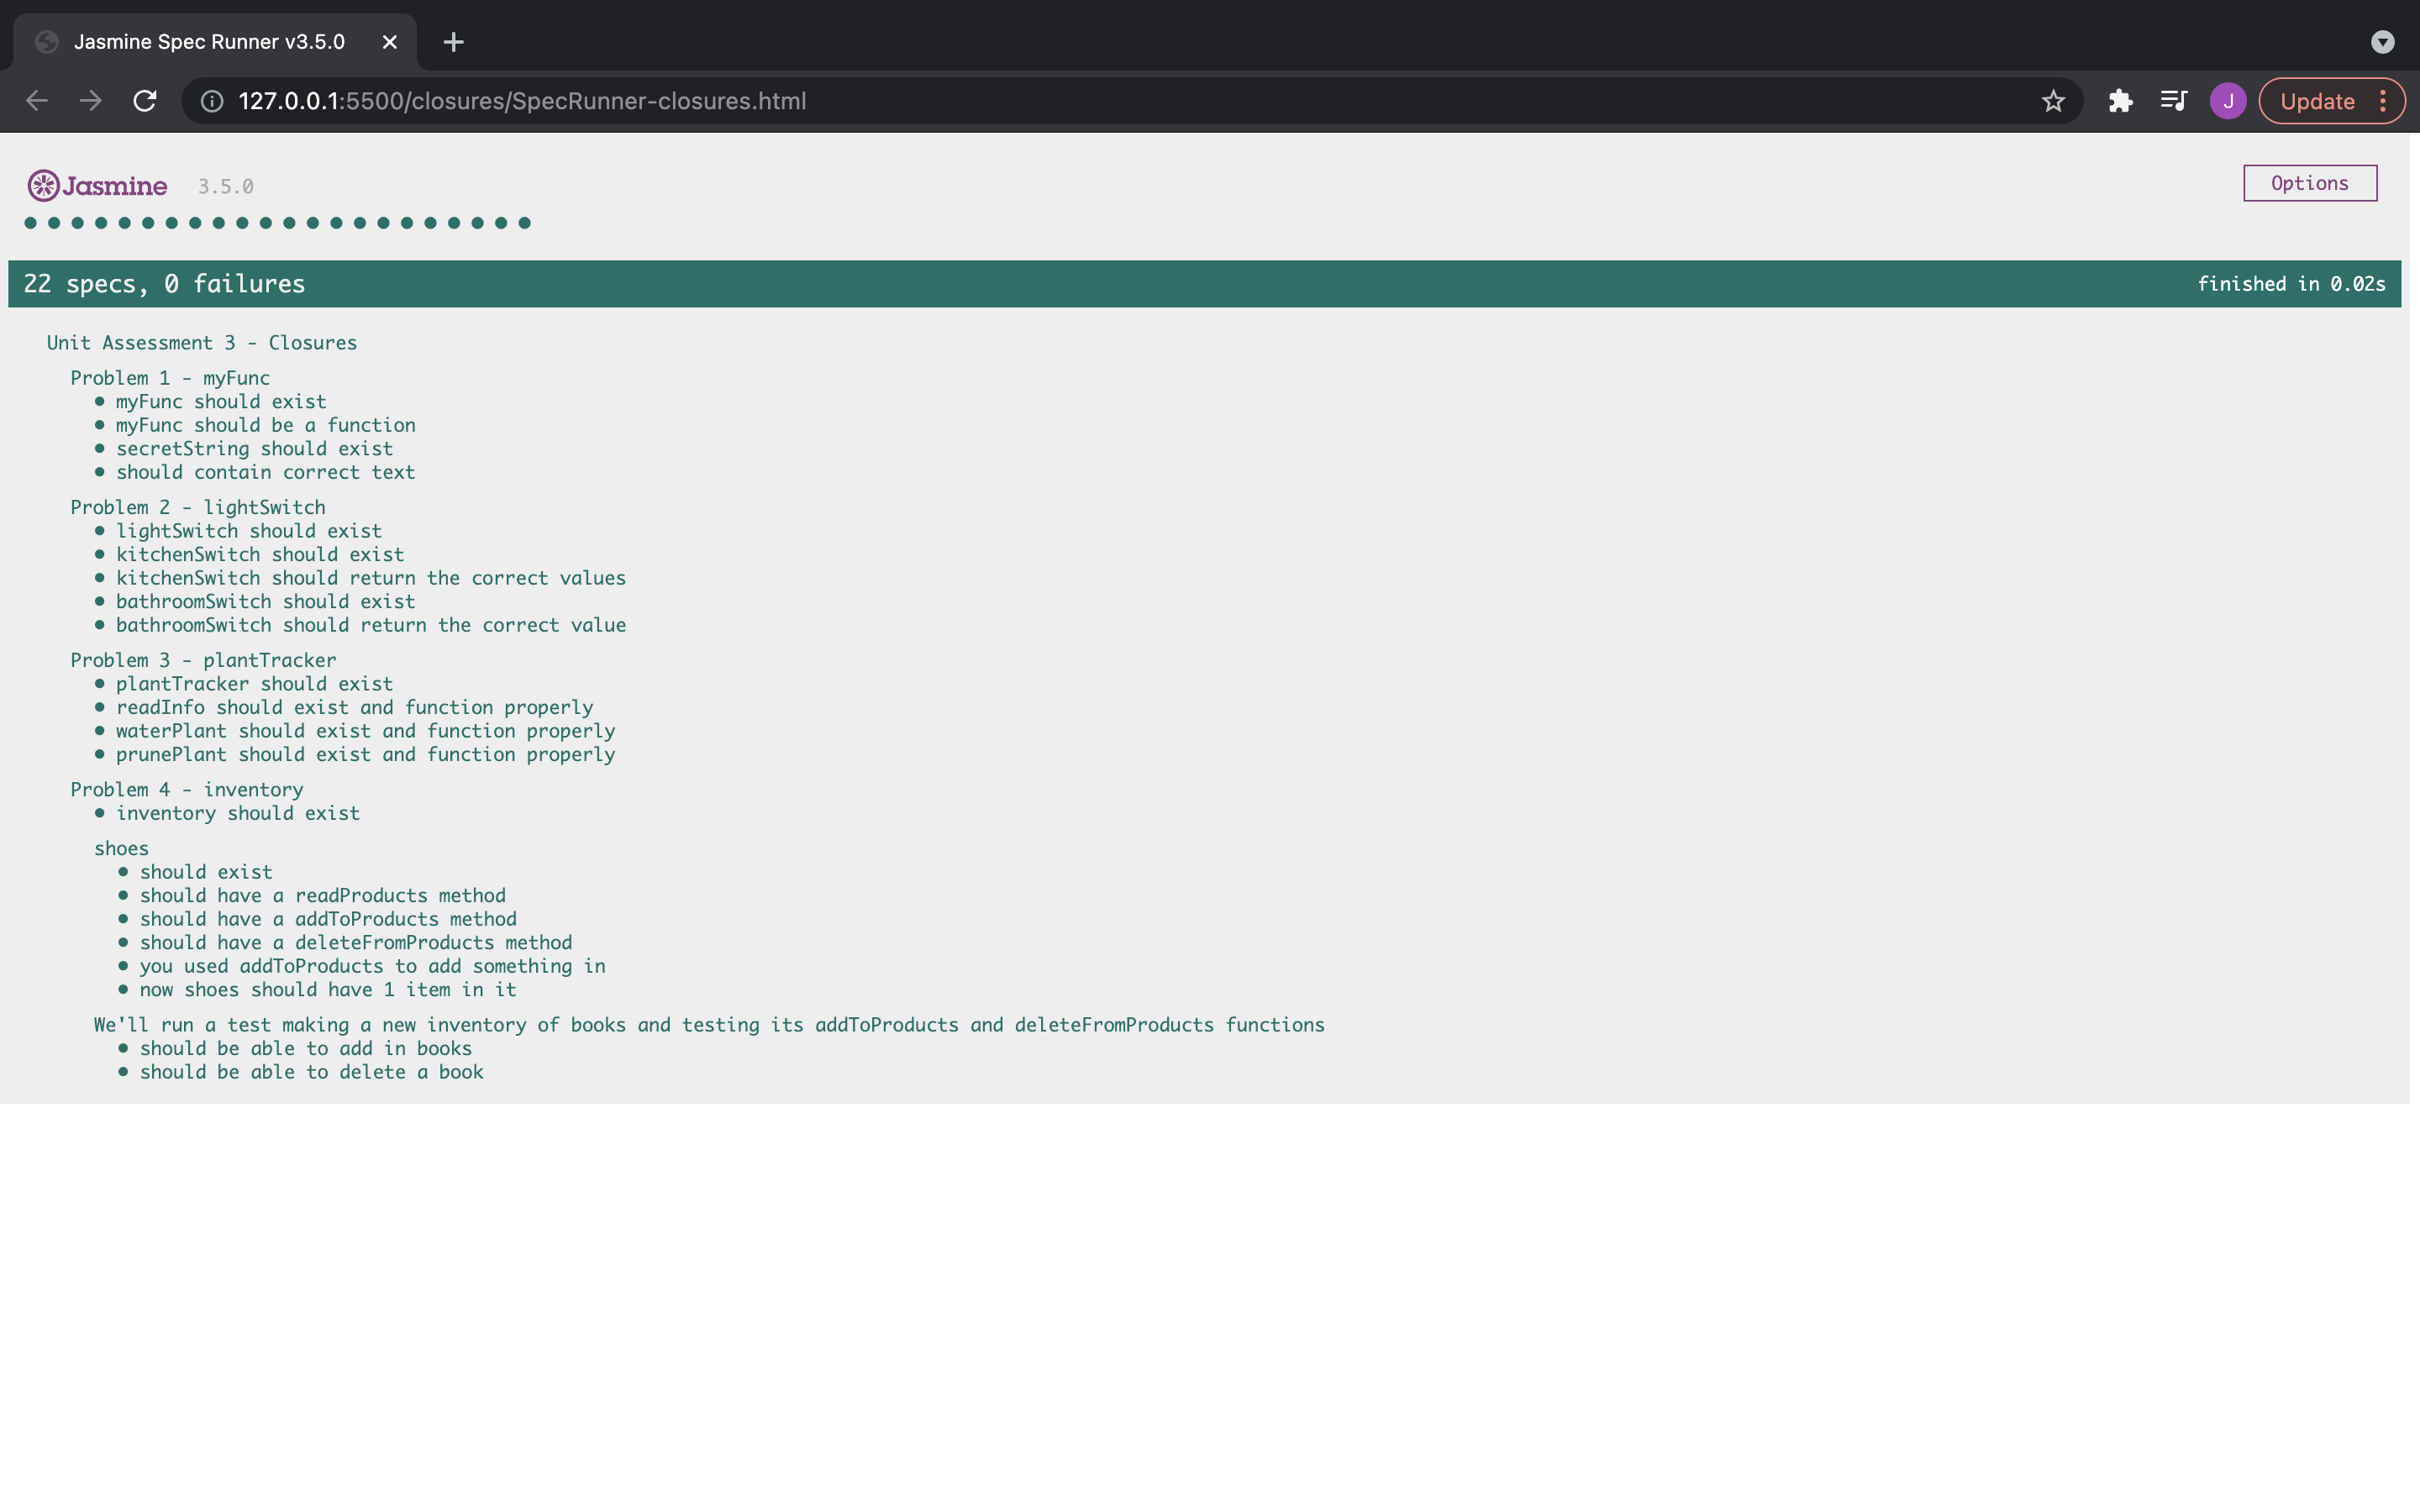 Jasmine Spec Runner v3.5.0
127.0.0.1:5500/closures/SpecRunner-closures.html
J
Update
Jasmine 3.5.0
Options
22 specs, 0 failures
finished in 0.02s
Unit Assessment 3 - Closures
Problem 1 - myFunc
• myFunc should exist
• myFunc should be a function
• secretString should exist
• should contain correct text
Problem 2 - lightSwitch
• lightSwitch should exist
• kitchenSwitch should exist
• kitchenSwitch should return the correct values
• bathroomSwitch should exist
• bathroomSwitch should return the correct value
Problem 3 - plantTracker
• plantTracker should exist
• readInfo should exist and function properly
• waterPlant should exist and function properly
• prunePlant should exist and function properly
Problem 4 - inventory
• inventory should exist
shoes
• should exist
• should have a readProducts method
• should have a addToProducts method
• should have a deleteFromProducts method
• you used addToProducts to add something in
• now shoes should have 1 item in it
We'll run a test making a new inventory of books and testing its addToProducts and deleteFromProducts functions
• should be able to add in books
• should be able to delete a book